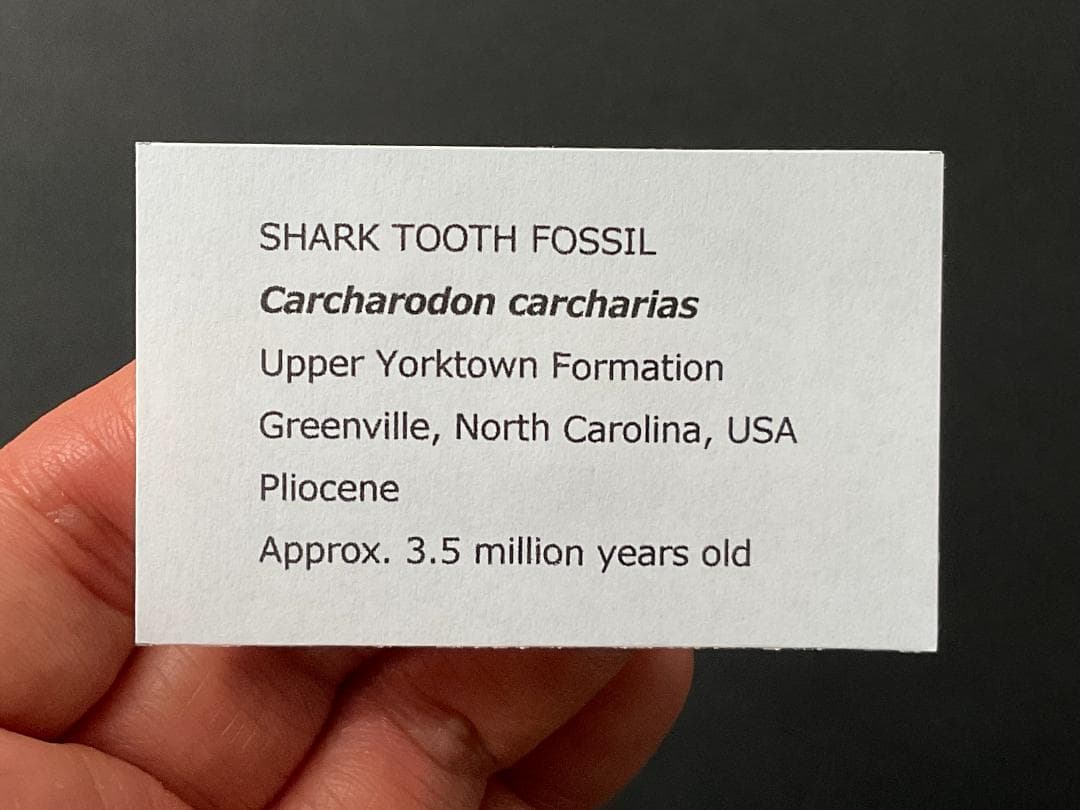 SHARK TOOTH FOSSIL
Carcharodon carcharias
Upper Yorktown Formation
Greenville, North Carolina, USA
Pliocene
Approx. 3.5 million years old